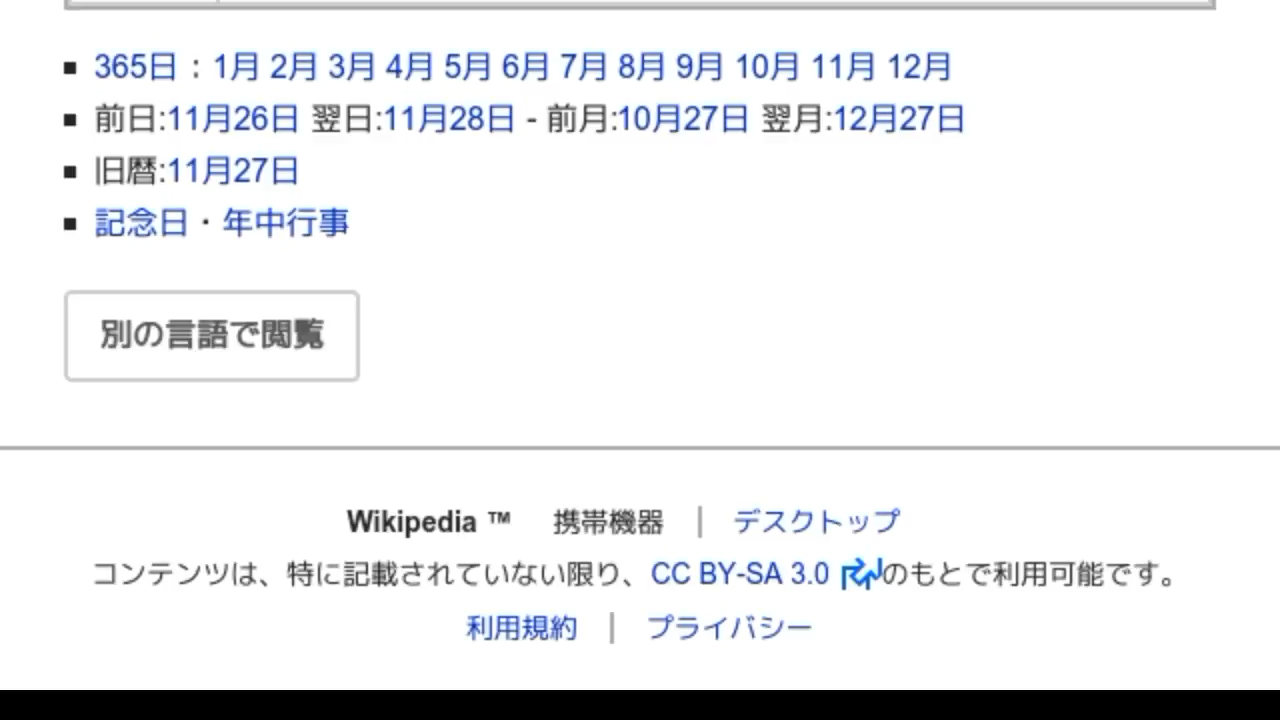 365日：1月 2月 3月 4月 5月 6月 7月 8月 9月 10月 11月 12月
前日:11月26日 翌日:11月28日 - 前月:10月27日 翌月:12月27日
旧暦:11月27日
記念日・年中行事
別の言語で閲覧
Wikipedia ™ 携帯機器 | デスクトップ
コンテンツは、特に記載されていない限り、CC BY-SA 3.0 のもとで利用可能です。
利用規約 | プライバシー